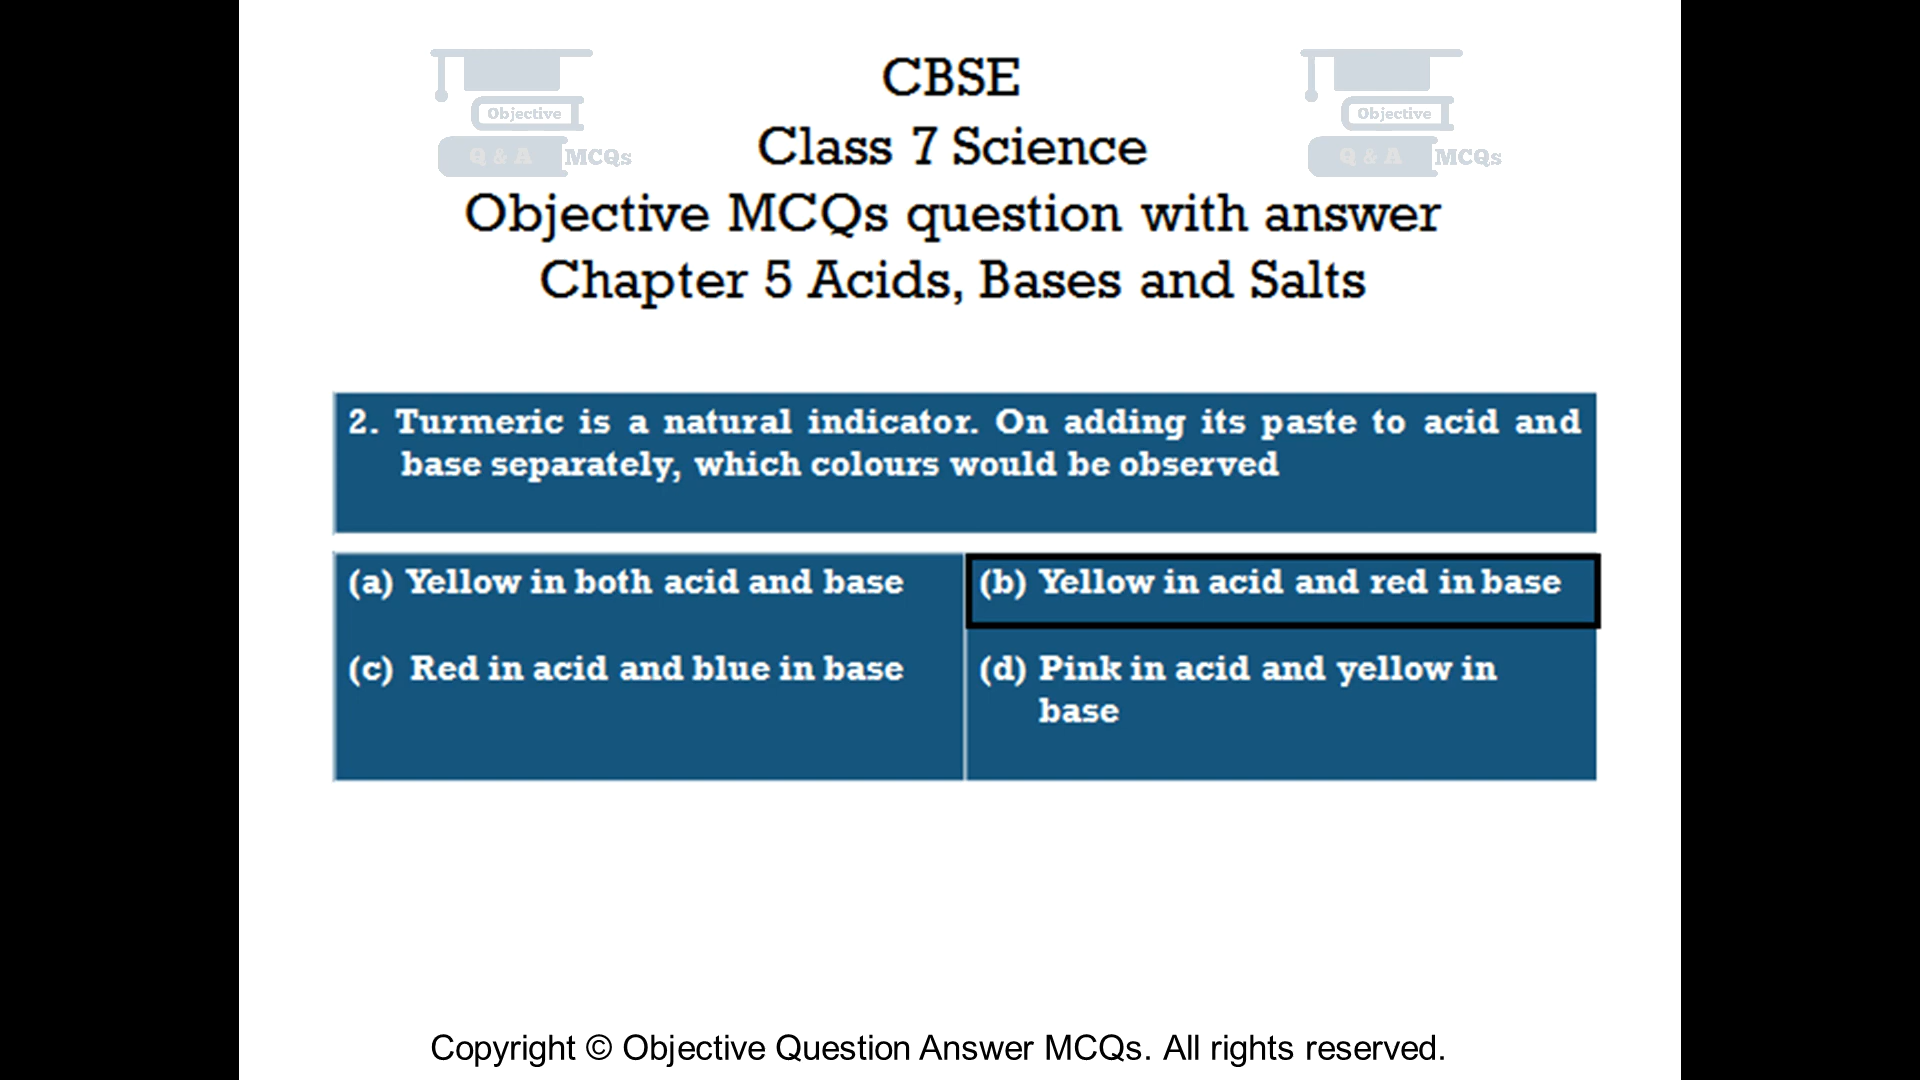 CBSE
Class 7 Science
Objective MCQs question with answer
Chapter 5 Acids, Bases and Salts
Objective
Q & A MCQs
Objective
Q & A MCQs
2. Turmeric is a natural indicator. On adding its paste to acid and
base separately, which colours would be observed
(a) Yellow in both acid and base
(b) Yellow in acid and red in base
(c) Red in acid and blue in base
(d) Pink in acid and yellow in
base
Copyright © Objective Question Answer MCQs. All rights reserved.